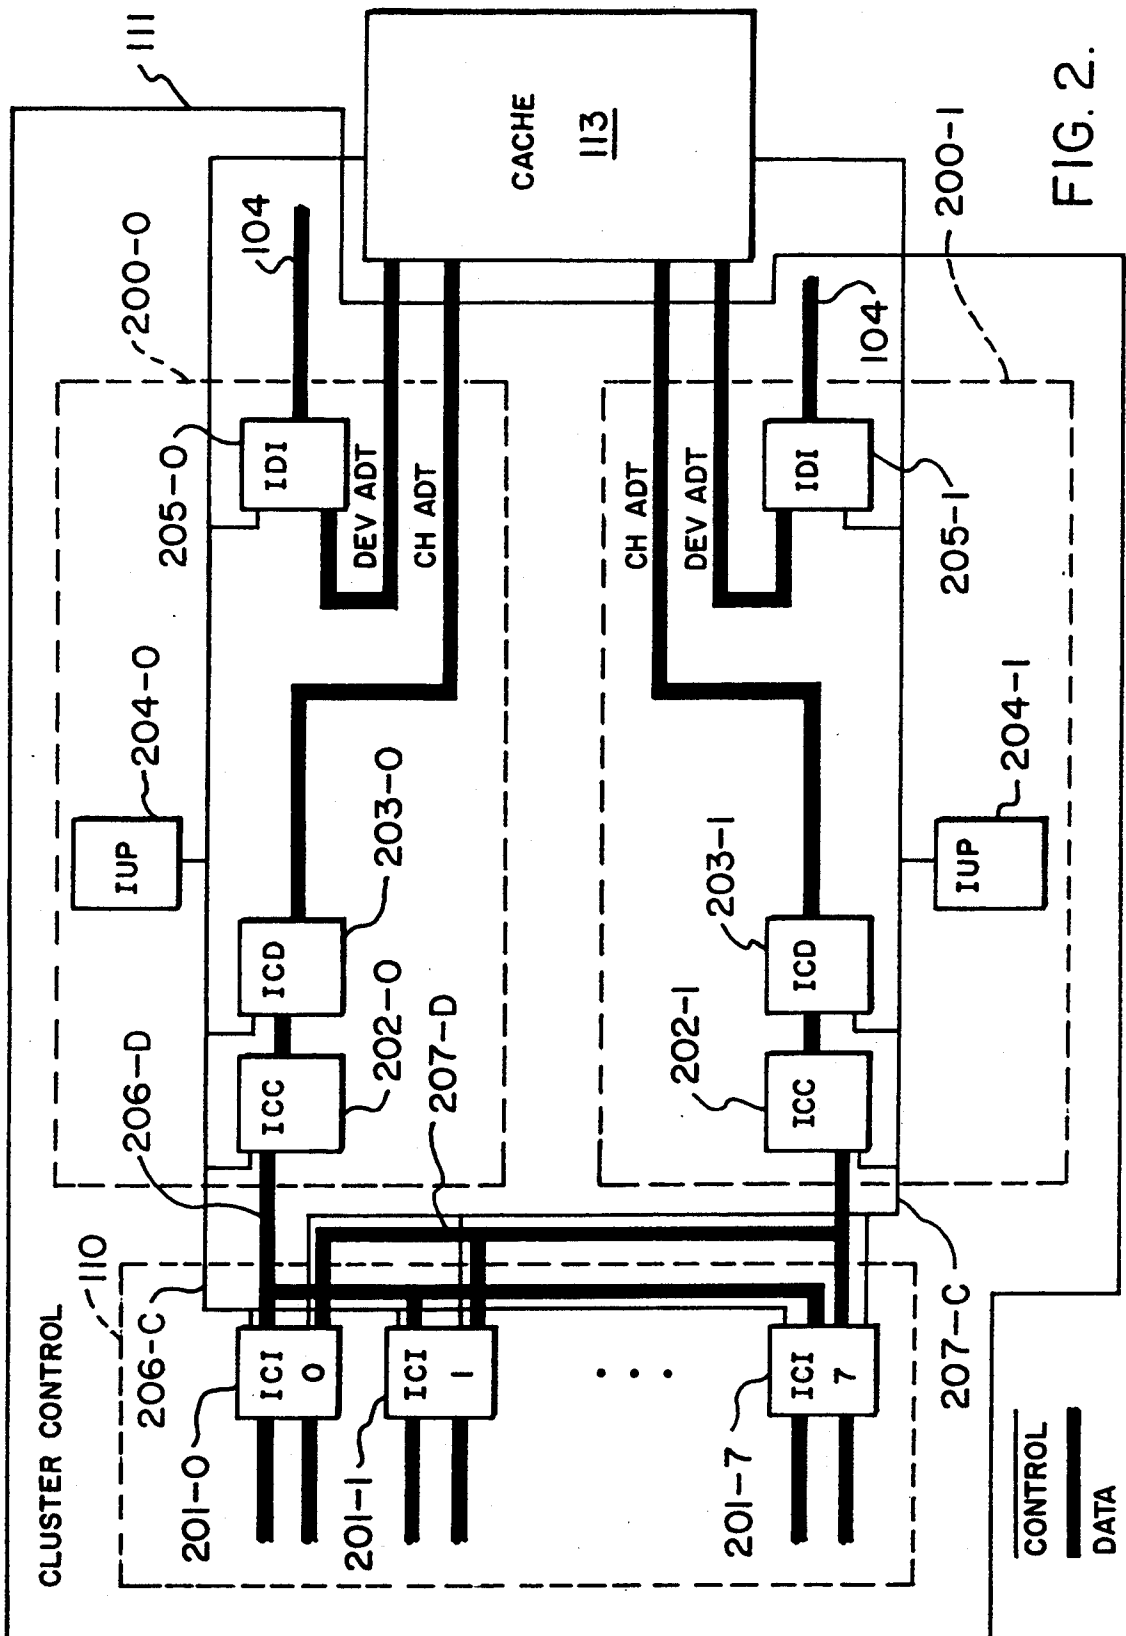 CLUSTER CONTROL
110
206-C
206-D
204-0
205-0
200-0
111
IUP
201-0
ICI
0
ICC
ICD
IDI
104
202-0
203-0
DEV ADT
CH ADT
207-D
201-1
ICI
1
CACHE
113
202-1
203-1
CH ADT
DEV ADT
201-7
ICI
7
ICC
ICD
IDI
104
207-C
IUP
204-1
205-1
200-1
CONTROL
DATA
FIG. 2.